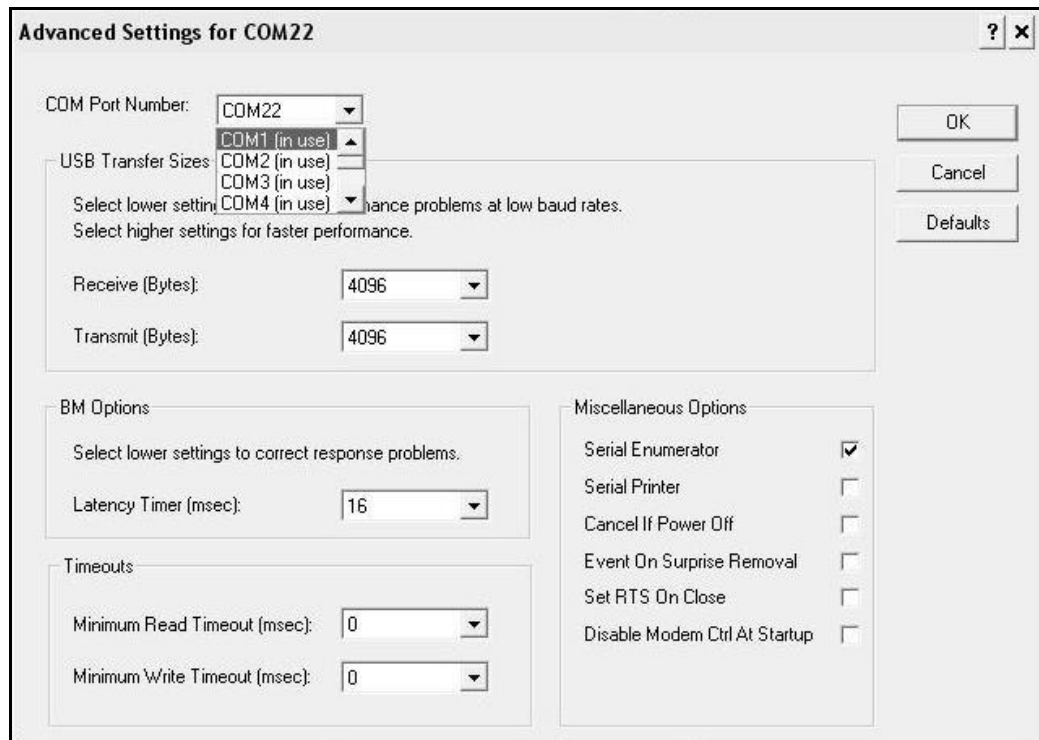 Advanced Settings for COM22
? ×
COM Port Number: COM22
COM1 (in use)
COM2 (in use)
COM3 (in use)
COM4 (in use)
OK
Cancel
Defaults
USB Transfer Sizes
Select lower settin mance problems at low baud rates.
Select higher settings for faster performance.
Receive (Bytes): 4096
Transmit (Bytes): 4096
BM Options
Select lower settings to correct response problems.
Latency Timer (msec): 16
Timeouts
Minimum Read Timeout (msec): 0
Minimum Write Timeout (msec): 0
Miscellaneous Options
Serial Enumerator
Serial Printer
Cancel If Power Off
Event On Surprise Removal
Set RTS On Close
Disable Modem Ctrl At Startup